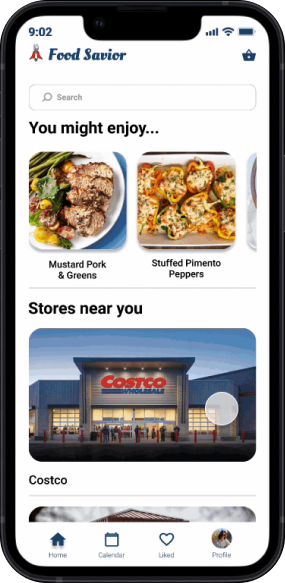 9:02
Food Savior
Search
You might enjoy...
Mustard Pork
& Greens
Stuffed Pimento
Peppers
Stores near you
COSTCO
WHOLESALE
Costco
Home
Calendar
Liked
Profile